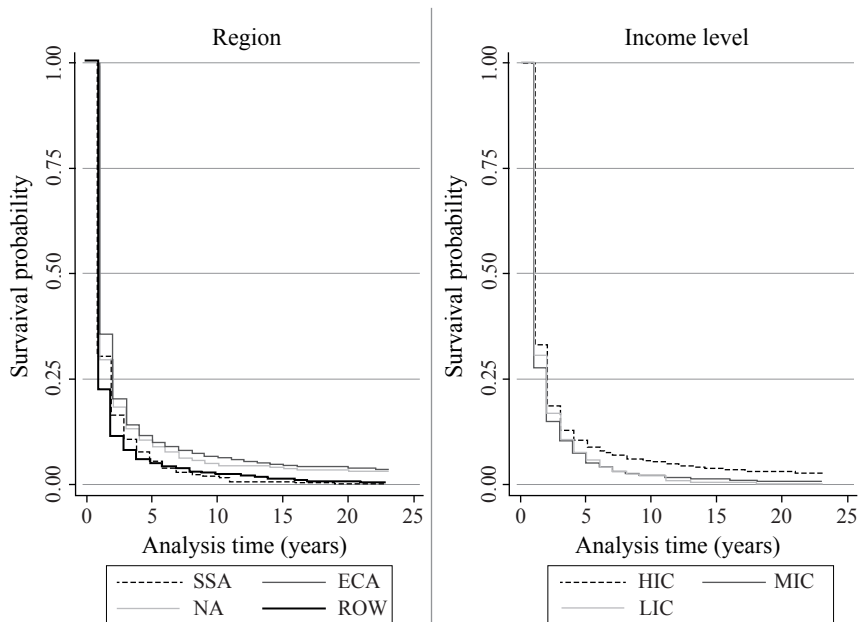 Region
Survaival probability
1.00
0.75
0.50
0.25
0.00
0 5 10 15 20 25
Analysis time (years)
SSA ECA
NA ROW
Income level
Survaival probability
1.00
0.75
0.50
0.25
0.00
0 5 10 15 20 25
Analysis time (years)
HIC MIC
LIC